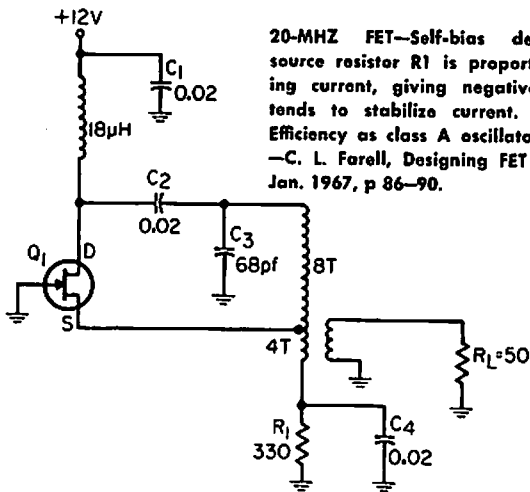 +12V
20-MHZ FET—Self-bias de
source resistor R1 is proport
ing current, giving negative
tends to stabilize current.
Efficiency as class A oscillato
—C. L. Farell, Designing FET
Jan. 1967, p 86–90.
C1
0.02
18µH
C2
0.02
C3
68pf
8T
Q1
D
S
4T
RL=50
R1
330
C4
0.02